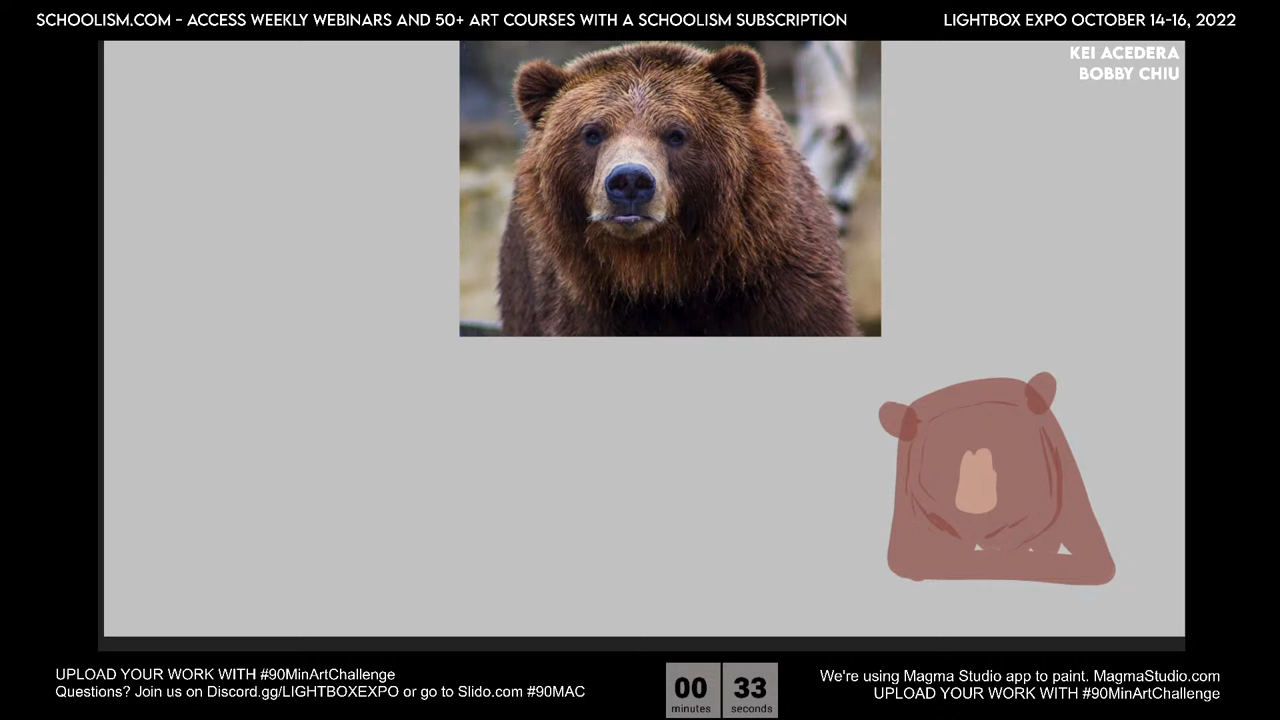 SCHOOLISM.COM - ACCESS WEEKLY WEBINARS AND 50+ ART COURSES WITH A SCHOOLISM SUBSCRIPTION
LIGHTBOX EXPO OCTOBER 14-16, 2022
KEI ACEDERA
BOBBY CHIU
UPLOAD YOUR WORK WITH #90MinArtChallenge
Questions? Join us on Discord.gg/LIGHTBOXEXPO or go to Slido.com #90MAC
00 33
minutes seconds
We're using Magma Studio app to paint. MagmaStudio.com
UPLOAD YOUR WORK WITH #90MinArtChallenge